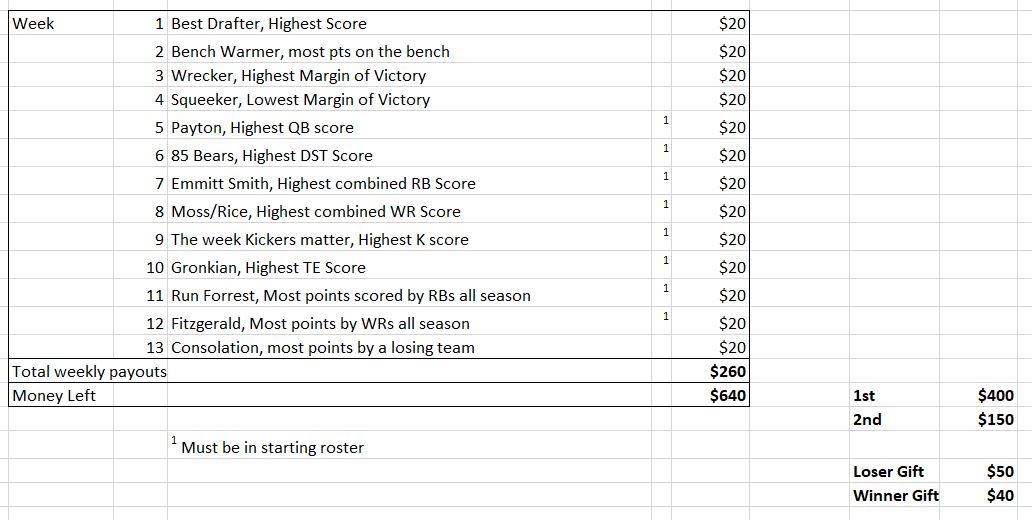 Week 1 Best Drafter, Highest Score $20
2 Bench Warmer, most pts on the bench $20
3 Wrecker, Highest Margin of Victory $20
4 Squeeker, Lowest Margin of Victory $20
5 Payton, Highest QB score 1 $20
6 85 Bears, Highest DST Score 1 $20
7 Emmitt Smith, Highest combined RB Score 1 $20
8 Moss/Rice, Highest combined WR Score 1 $20
9 The week Kickers matter, Highest K score 1 $20
10 Gronkian, Highest TE Score 1 $20
11 Run Forrest, Most points scored by RBs all season 1 $20
12 Fitzgerald, Most points by WRs all season 1 $20
13 Consolation, most points by a losing team $20
Total weekly payouts $260
Money Left $640 1st $400
2nd $150
1 Must be in starting roster
Loser Gift $50
Winner Gift $40